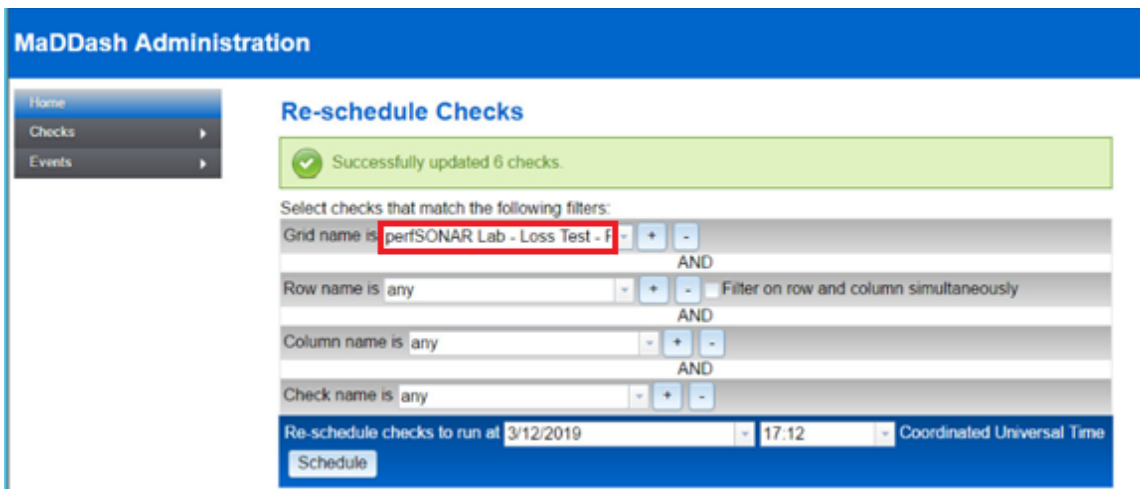 MaDDash Administration
Home
Checks
Events
Re-schedule Checks
Successfully updated 6 checks.
Select checks that match the following filters:
Grid name is perfSONAR Lab - Loss Test - + -
AND
Row name is any + - Filter on row and column simultaneously
AND
Column name is any + -
AND
Check name is any + -
Re-schedule checks to run at 3/12/2019 17:12 Coordinated Universal Time
Schedule